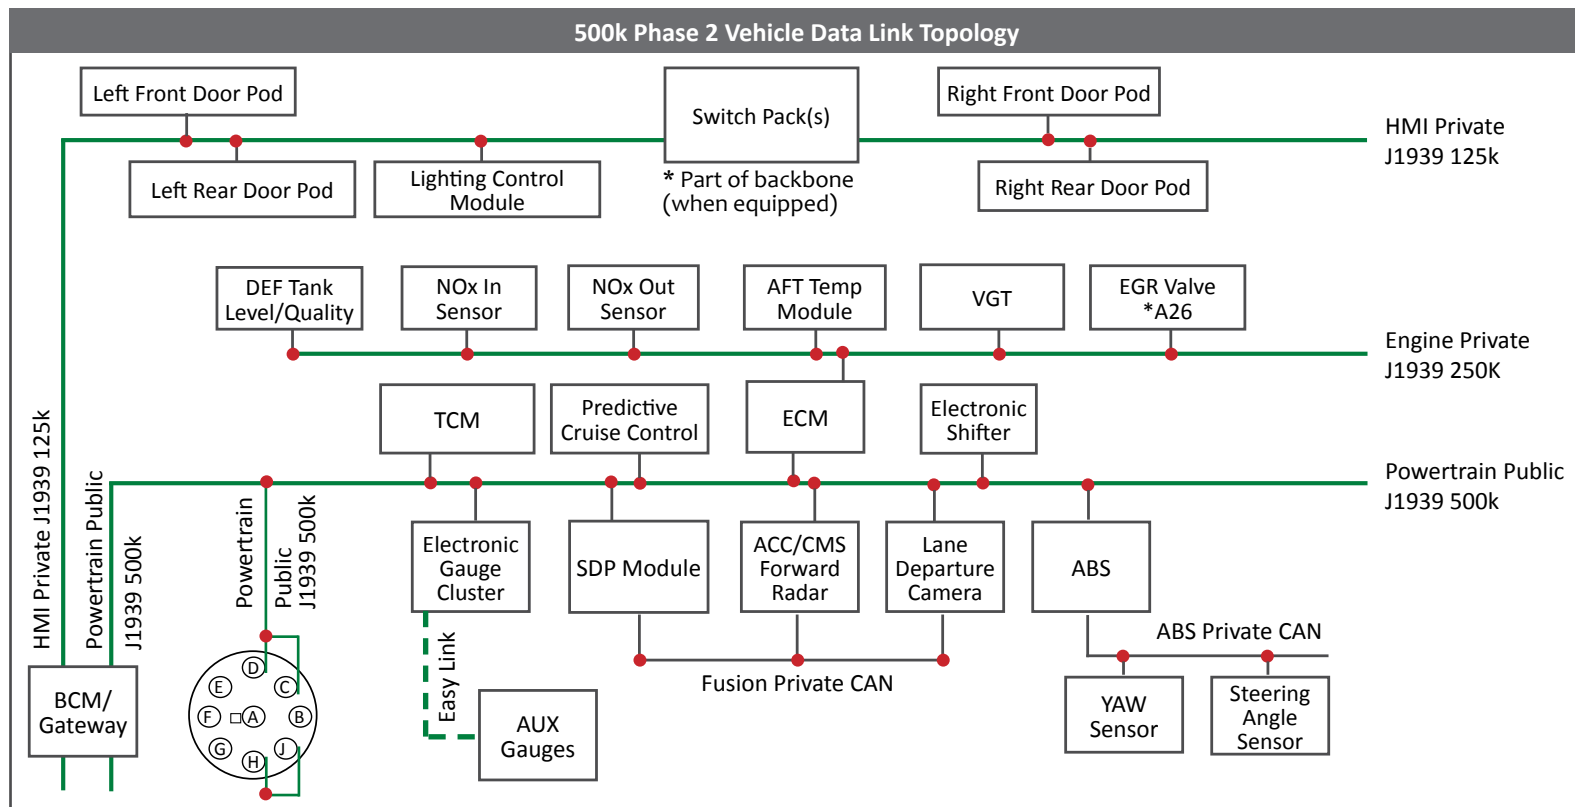 500k Phase 2 Vehicle Data Link Topology
Left Front Door Pod
Switch Pack(s)
Right Front Door Pod
HMI Private
J1939 125k
Left Rear Door Pod
Lighting Control
Module
* Part of backbone
(when equipped)
Right Rear Door Pod
DEF Tank
Level/Quality
NOx In
Sensor
NOx Out
Sensor
AFT Temp
Module
VGT
EGR Valve
*A26
Engine Private
J1939 250K
TCM
Predictive
Cruise Control
ECM
Electronic
Shifter
Powertrain Public
J1939 500k
HMI Private J1939 125k
Powertrain Public
J1939 500k
Powertrain
Public
J1939 500k
Electronic
Gauge
Cluster
SDP Module
ACC/CMS
Forward
Radar
Lane
Departure
Camera
ABS
ABS Private CAN
Fusion Private CAN
Easy Link
BCM/
Gateway
D
E
C
F
A
B
G
J
H
AUX
Gauges
YAW
Sensor
Steering
Angle
Sensor